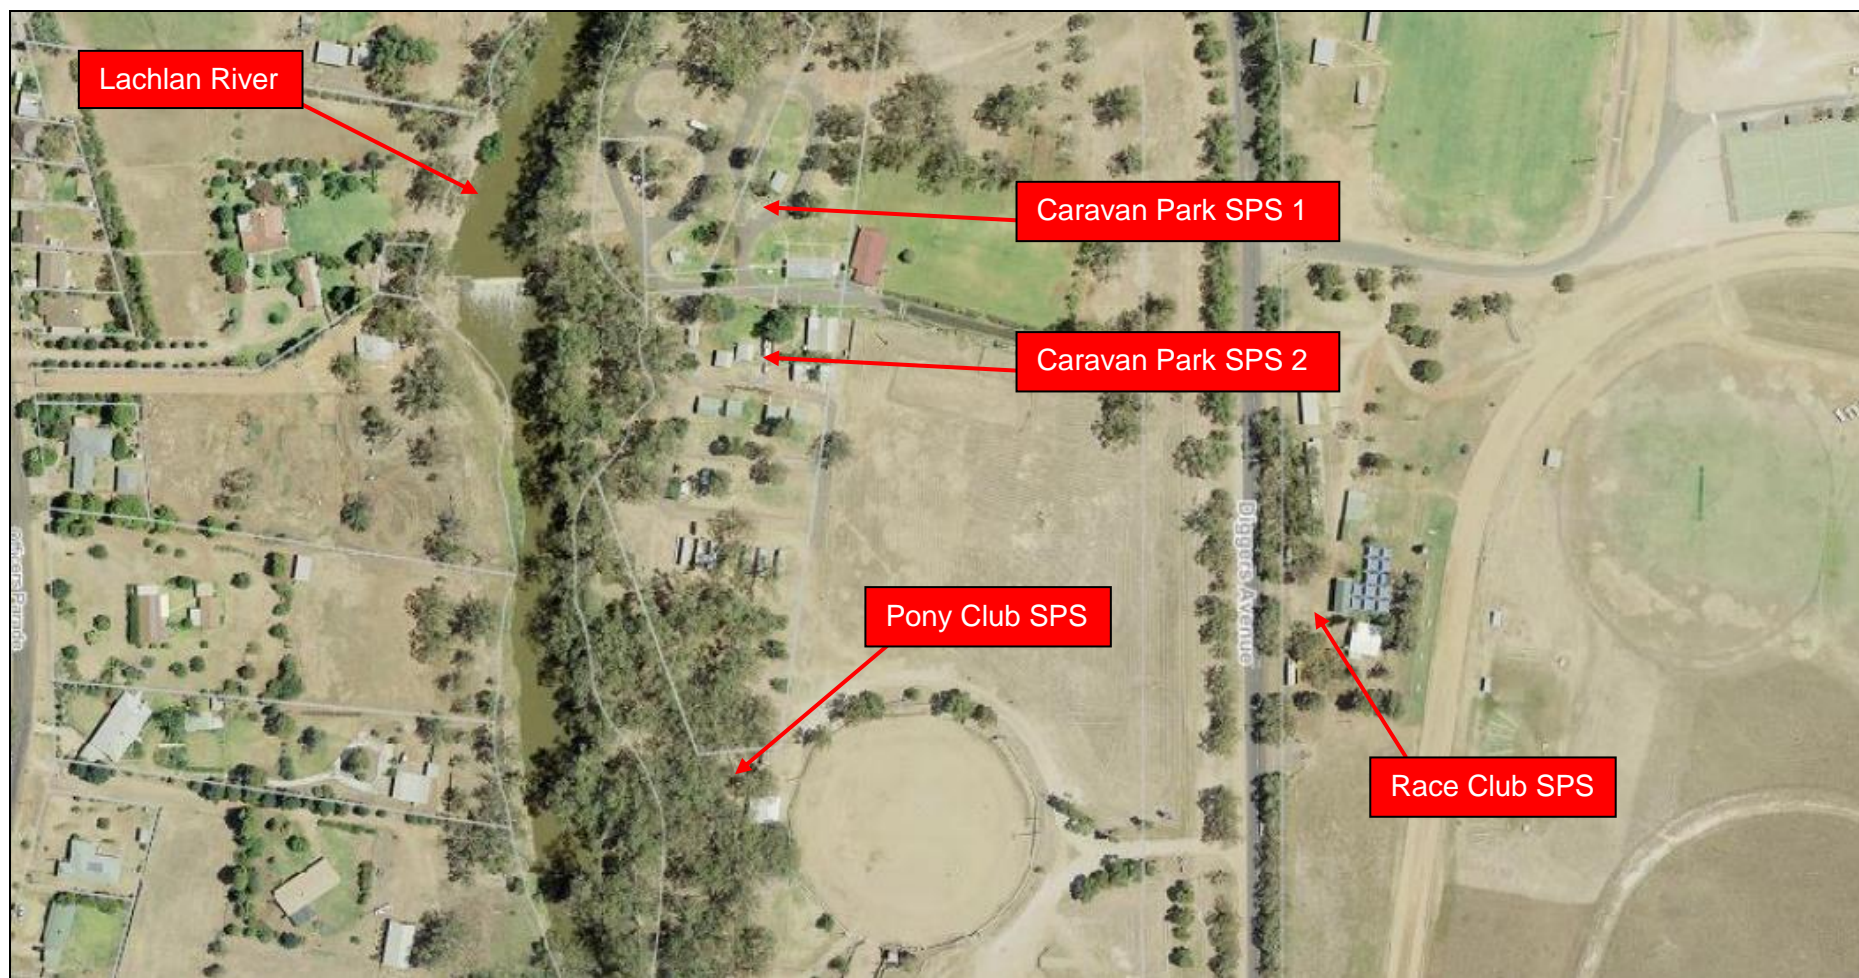 Lachlan River
Caravan Park SPS 1
Caravan Park SPS 2
Diggers Avenue
Pony Club SPS
Race Club SPS